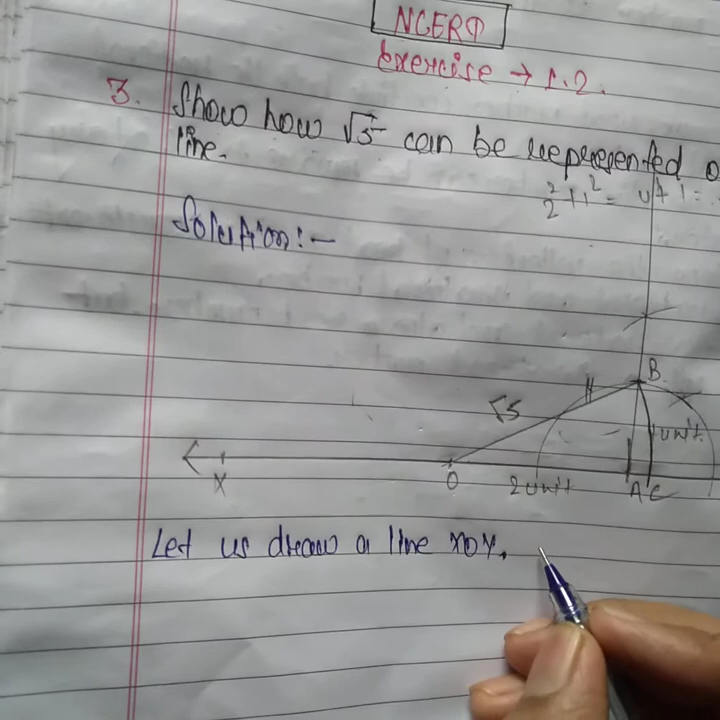 NCERT
Exercise → 1.2.
3. Show how √5 can be represented o
line.
2² + 1² = 4+1 =
Solution:-
B
√5
1 unit
X
O
2 unit
A C
Let us draw a line XOY.